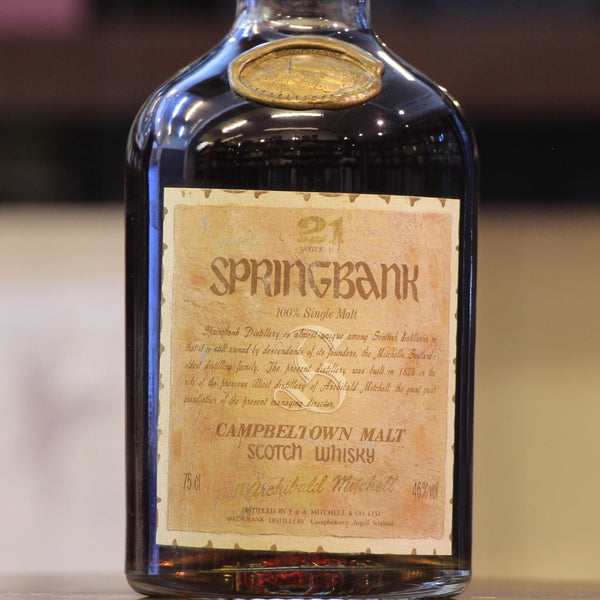 21
years
SPRINGBANK
100% Single Malt
Springbank Distillery is almost unique among Scottish distilleries in
that it is still owned by descendants of its founders, the Mitchells, Scotland's
oldest distilling family. The present distillery was built in 1828 on the
site of the previous illicit distillery of Archibald Mitchell, the great great
grandfather of the present managing director.
S
CAMPBELTOWN MALT
SCOTCH WHISKY
75 cl
Archibald Mitchell
46%vol
DISTILLED BY J & A MITCHELL & CO. LTD
SPRINGBANK DISTILLERY Campbeltown Argyll Scotland